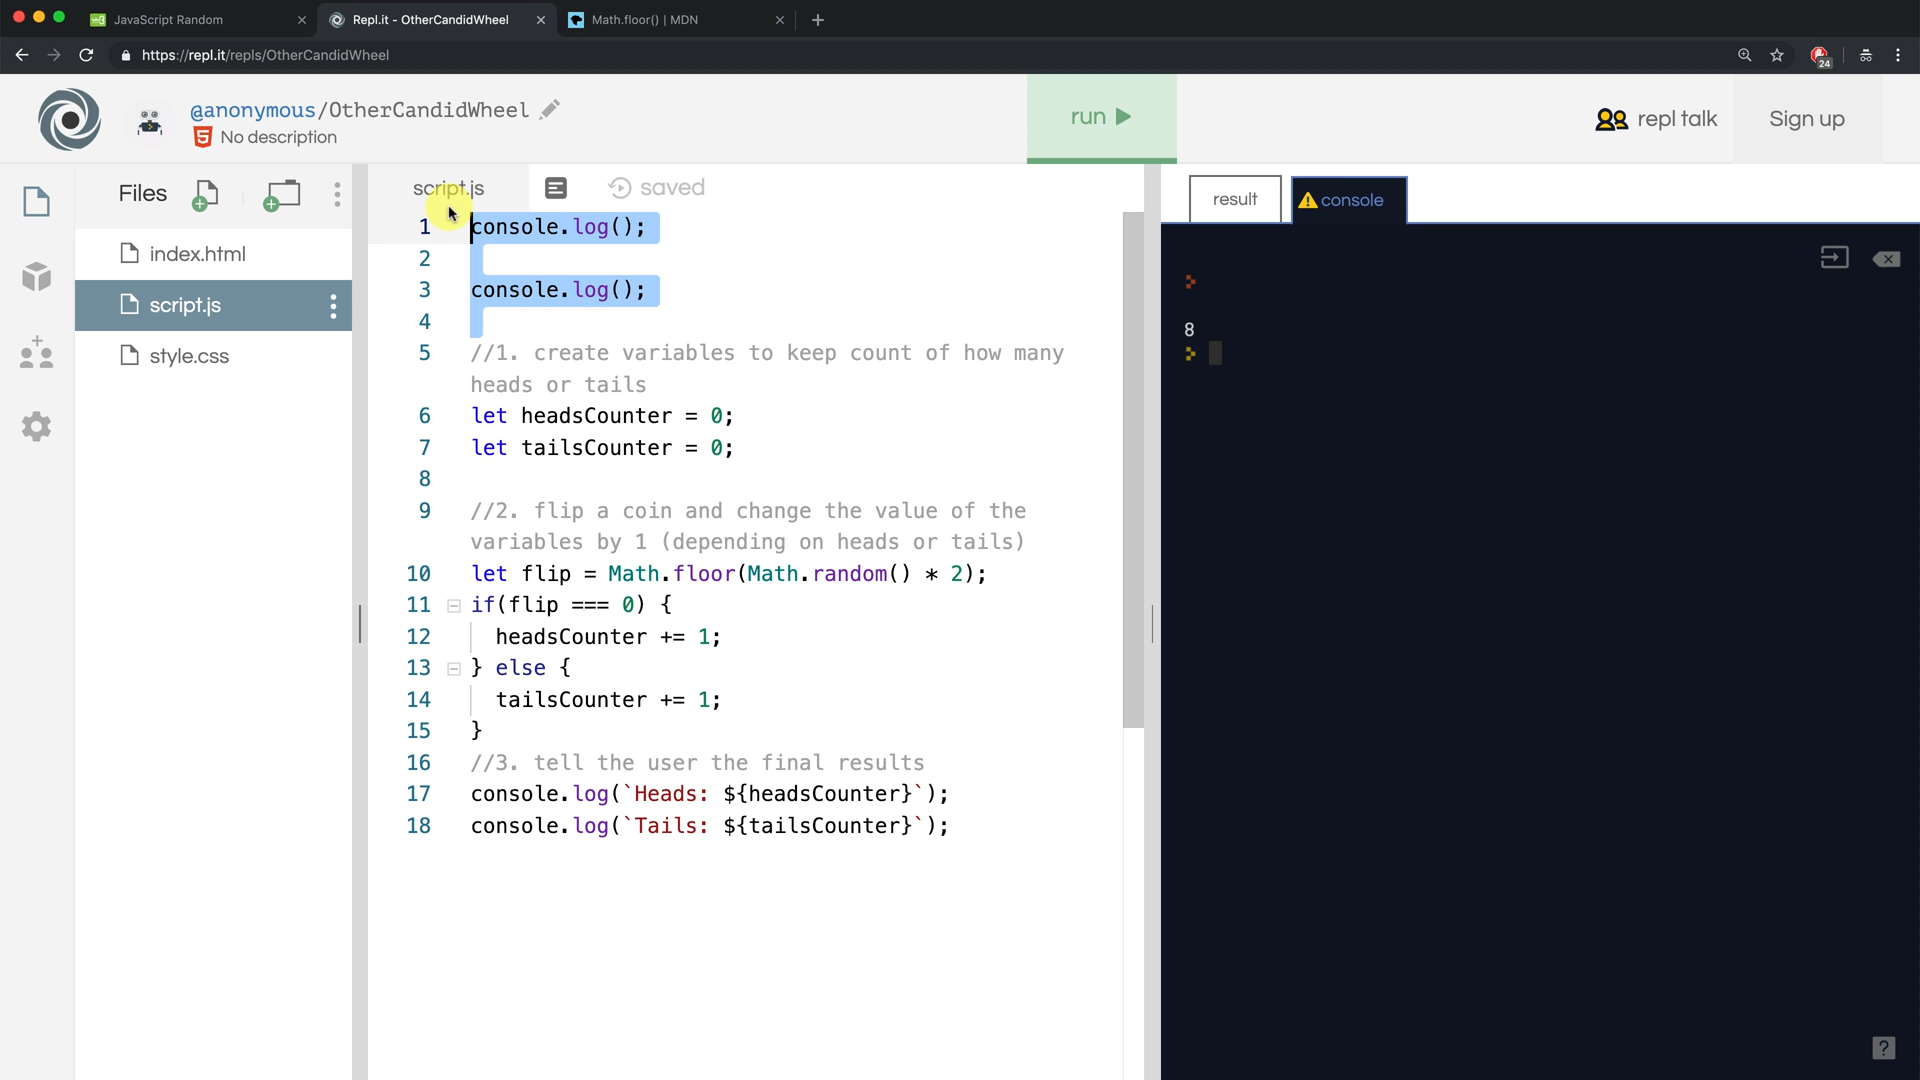 JavaScript Random
Repl.it - OtherCandidWheel
Math.floor() | MDN
https://repl.it/repls/OtherCandidWheel
24
@anonymous/OtherCandidWheel
No description
run
repl talk
Sign up
Files
index.html
script.js
style.css
script.js
saved
1 console.log();
2
3 console.log();
4
5 //1. create variables to keep count of how many
heads or tails
6 let headsCounter = 0;
7 let tailsCounter = 0;
8
9 //2. flip a coin and change the value of the
variables by 1 (depending on heads or tails)
10 let flip = Math.floor(Math.random() * 2);
11 if(flip === 0) {
12 headsCounter += 1;
13 } else {
14 tailsCounter += 1;
15 }
16 //3. tell the user the final results
17 console.log(`Heads: ${headsCounter}`);
18 console.log(`Tails: ${tailsCounter}`);
result
console
8
?